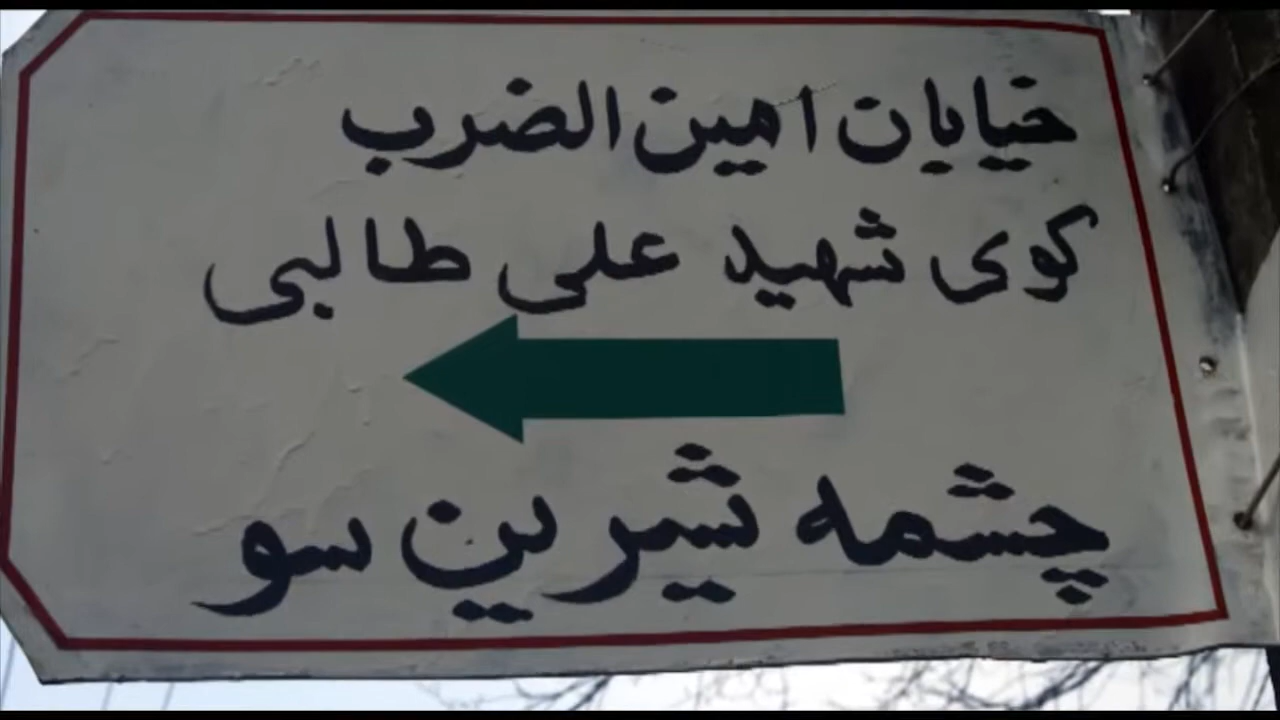 خیابان امین الضرب
کوی شهید علی طالبی
چشمه شیرین سو